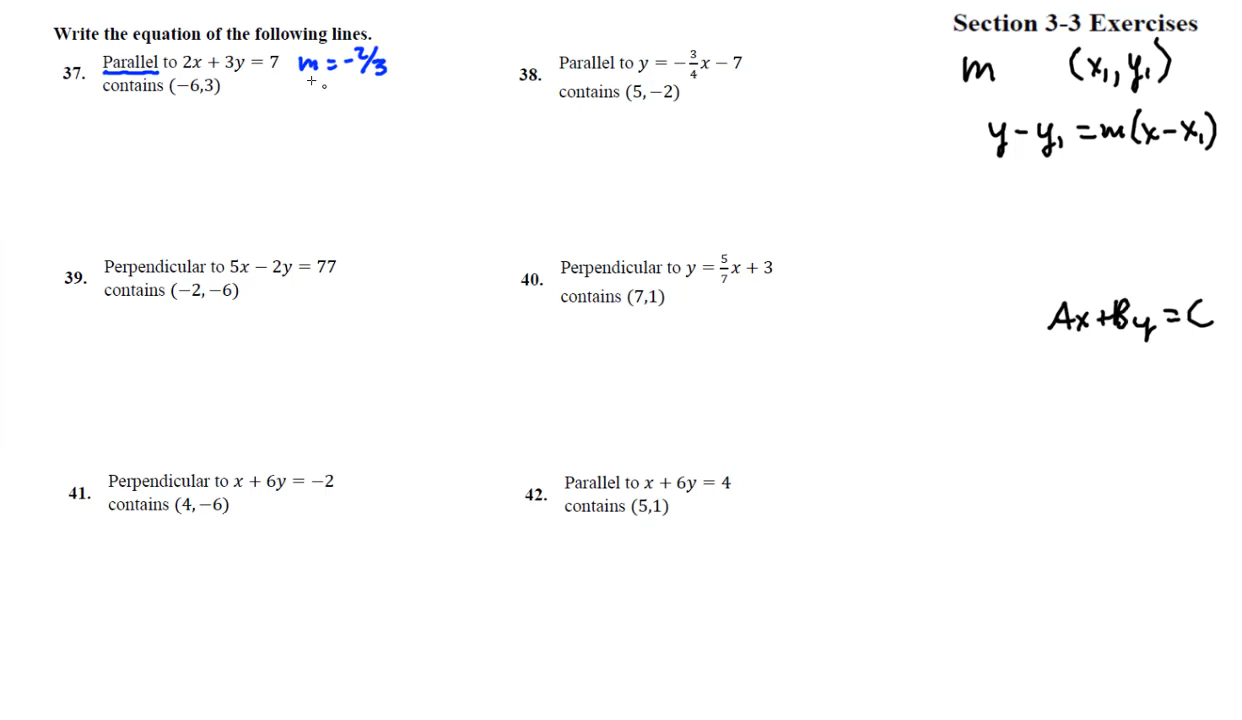 Section 3-3 Exercises
Write the equation of the following lines.
37. Parallel to 2x + 3y = 7 m = -2/3
contains (−6,3)
38. Parallel to y = −3/4x − 7
contains (5, −2)
m (x₁, y₁)
y - y₁ = m(x - x₁)
39. Perpendicular to 5x − 2y = 77
contains (−2, −6)
40. Perpendicular to y = 5/7x + 3
contains (7,1)
Ax + By = C
41. Perpendicular to x + 6y = −2
contains (4, −6)
42. Parallel to x + 6y = 4
contains (5,1)